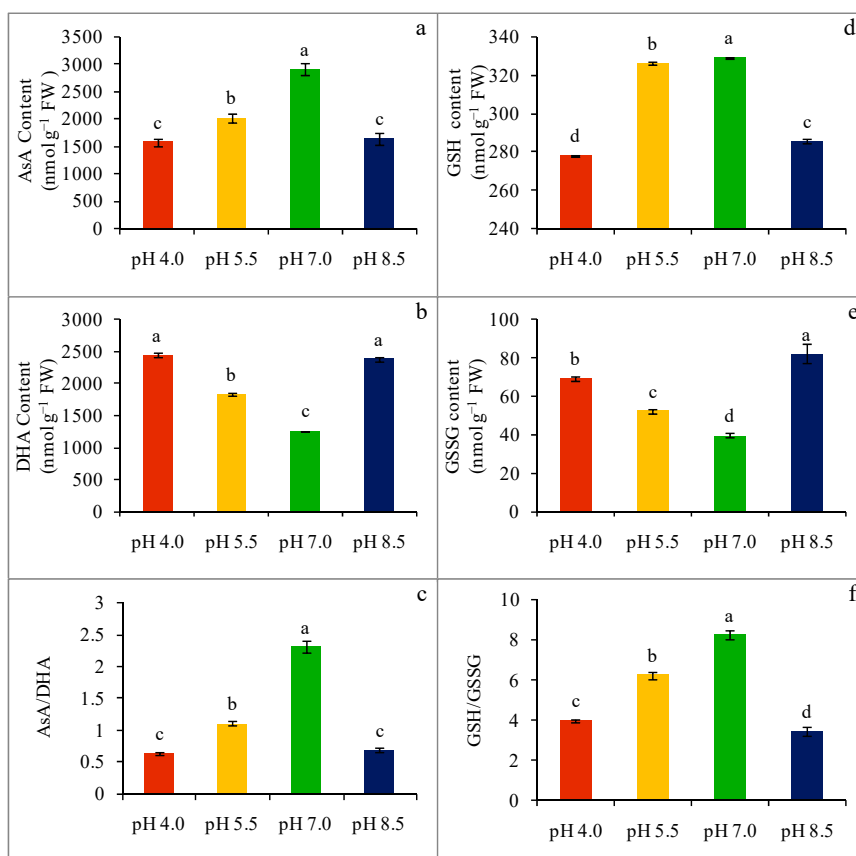 a
AsA Content
(nmol g⁻¹ FW)
3500
3000
2500
2000
1500
1000
500
0
c
b
a
c
pH 4.0 pH 5.5 pH 7.0 pH 8.5
d
GSH content
(nmol g⁻¹ FW)
340
320
300
280
260
240
d
b
a
c
pH 4.0 pH 5.5 pH 7.0 pH 8.5
b
DHA Content
(nmol g⁻¹ FW)
3000
2500
2000
1500
1000
500
0
a
b
c
a
pH 4.0 pH 5.5 pH 7.0 pH 8.5
e
GSSG content
(nmol g⁻¹ FW)
100
80
60
40
20
0
b
c
d
a
pH 4.0 pH 5.5 pH 7.0 pH 8.5
c
AsA/DHA
3
2.5
2
1.5
1
0.5
0
c
b
a
c
pH 4.0 pH 5.5 pH 7.0 pH 8.5
f
GSH/GSSG
10
8
6
4
2
0
c
b
a
d
pH 4.0 pH 5.5 pH 7.0 pH 8.5